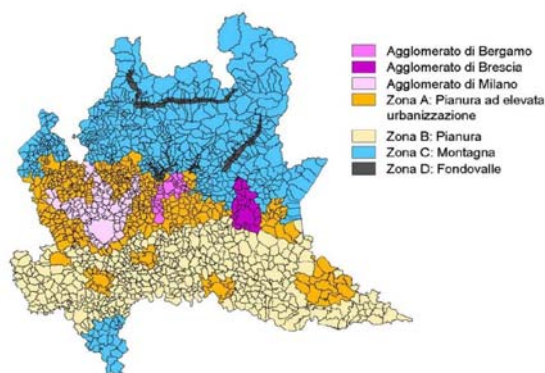 Agglomerato di Bergamo
Agglomerato di Brescia
Agglomerato di Milano
Zona A: Pianura ad elevata
urbanizzazione
Zona B: Pianura
Zona C: Montagna
Zona D: Fondovalle